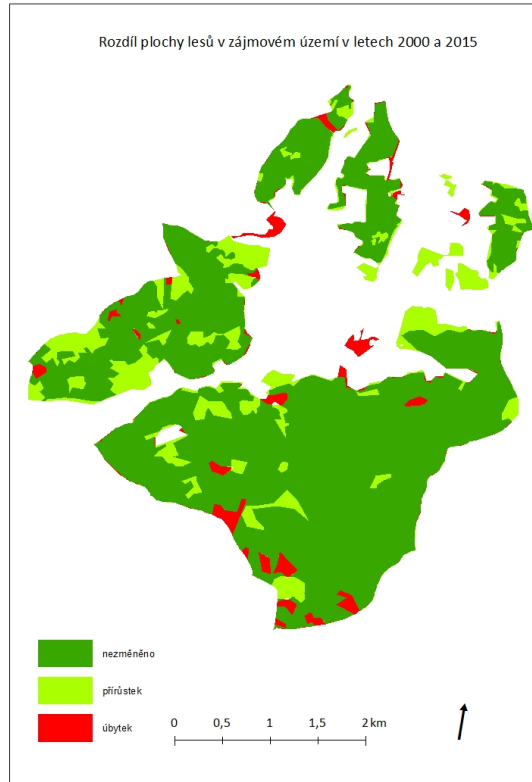 Rozdíl plochy lesů v zájmovém území v letech 2000 a 2015
nezměněno
přírůstek
úbytek
0 0,5 1 1,5 2 km